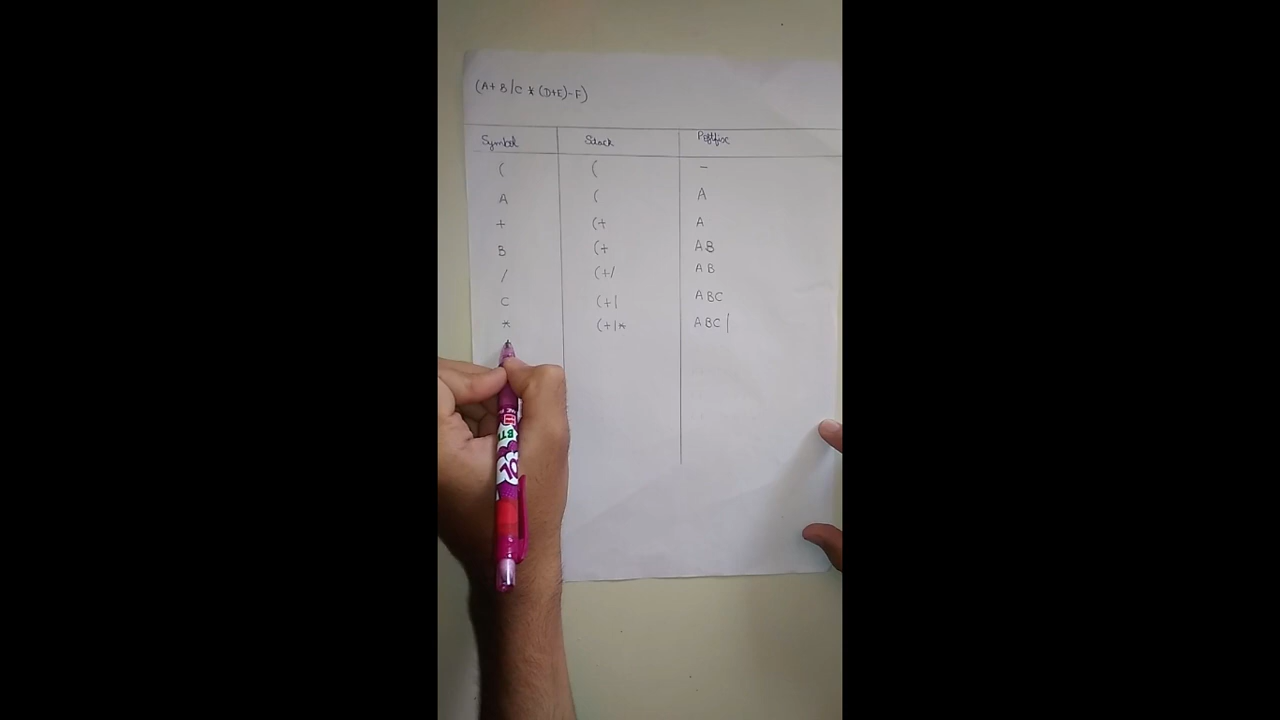 (A+B/C*(D+E)-F)
Symbol Stack Postfix
( ( -
A ( A
+ (+ A
B (+ AB
/ (+/ AB
C (+/ ABC
* (+/* ABC/